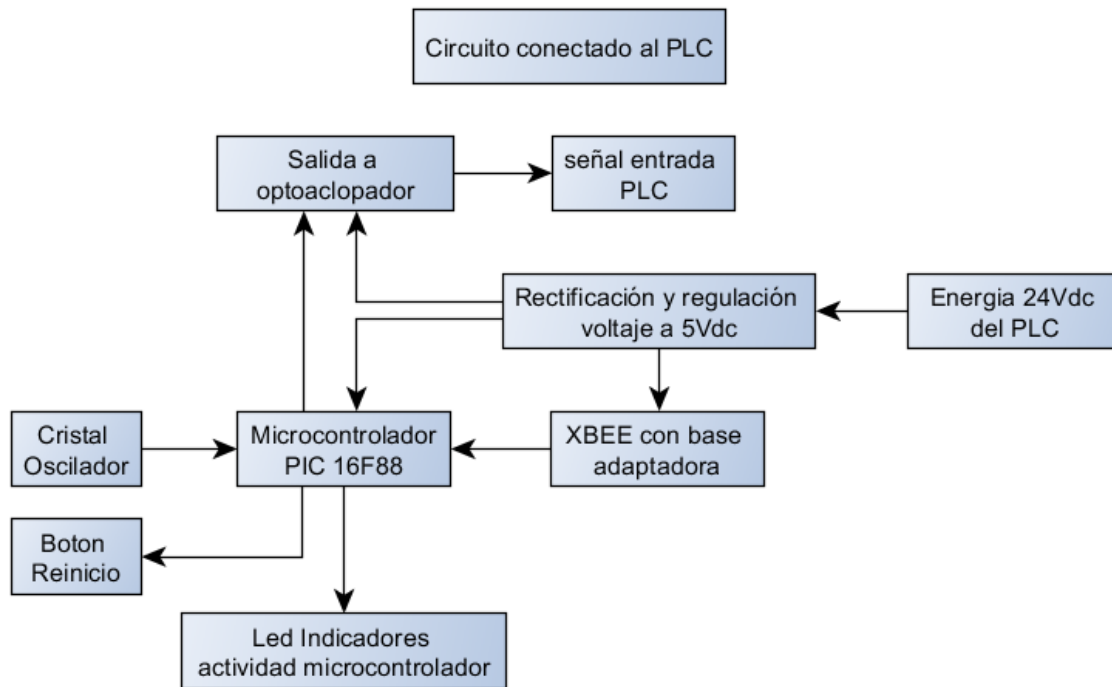 Circuito conectado al PLC
Salida a
optoaclopador
señal entrada
PLC
Rectificación y regulación
voltaje a 5Vdc
Energia 24Vdc
del PLC
Cristal
Oscilador
Microcontrolador
PIC 16F88
XBEE con base
adaptadora
Boton
Reinicio
Led Indicadores
actividad microcontrolador